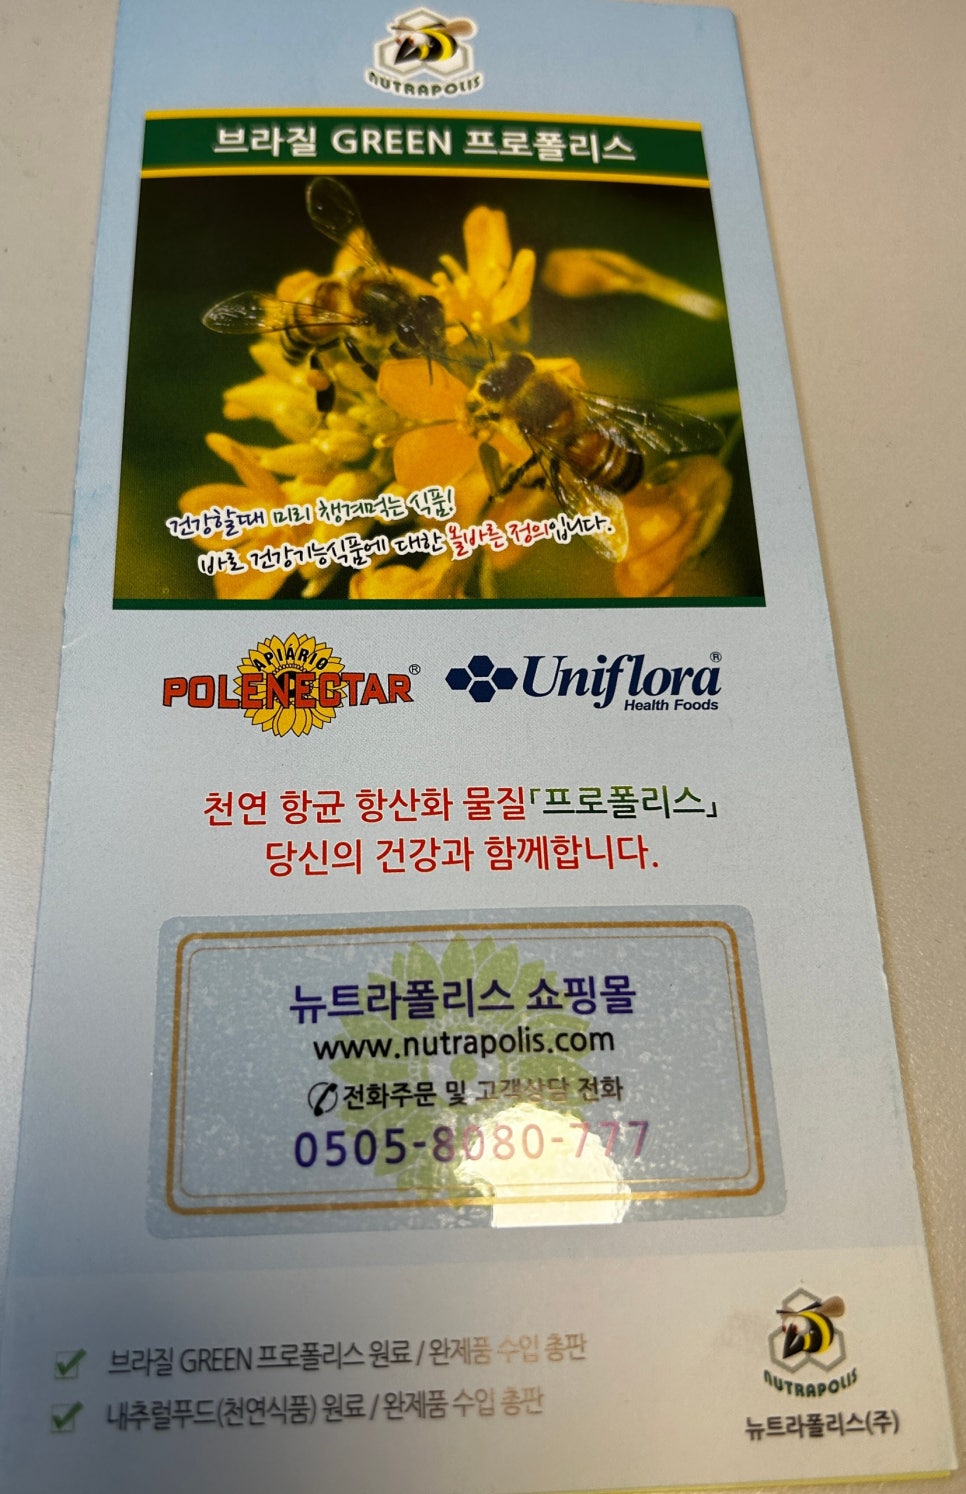 NUTRAPOLIS
브라질 GREEN 프로폴리스
건강할때 미리 챙겨먹는 식품!
바로 건강기능식품에 대한 올바른 정의입니다.
APIÁRIO
POLENECTAR®
Uniflora®
Health Foods
천연 항균 항산화 물질「프로폴리스」
당신의 건강과 함께합니다.
뉴트라폴리스 쇼핑몰
www.nutrapolis.com
전화주문 및 고객상담 전화
0505-8080-777
브라질 GREEN 프로폴리스 원료 / 완제품 수입 총판
내추럴푸드(천연식품) 원료 / 완제품 수입 총판
NUTRAPOLIS
뉴트라폴리스(주)